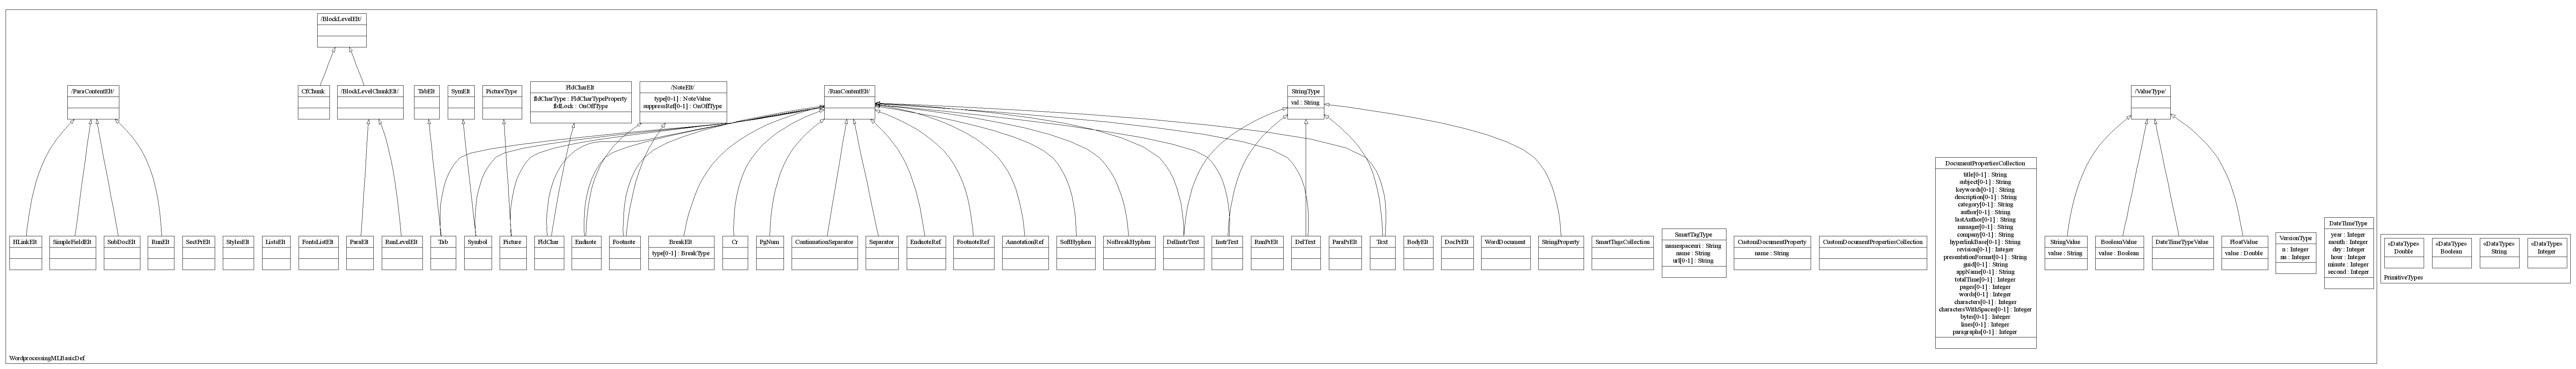 /BlockLevelElt/
/ParaContentElt/
CfChunk
/BlockLevelChunkElt/
TabElt
SymElt
PictureType
FldCharElt
fldCharType : FldCharTypeProperty
fldLock : OnOffType
/NoteElt/
type[0-1] : NoteValue
suppressRef[0-1] : OnOffType
/RunContentElt/
StringType
val : String
/ValueType/
HLinkElt
SimpleFieldElt
SubDocElt
RunElt
SectPrElt
StylesElt
ListsElt
FontsListElt
ParaElt
RunLevelElt
Tab
Symbol
Picture
FldChar
Endnote
Footnote
BreakElt
type[0-1] : BreakType
Cr
PgNum
ContinuationSeparator
Separator
EndnoteRef
FootnoteRef
AnnotationRef
SoftHyphen
NoBreakHyphen
DelInstrText
InstrText
RunPrElt
DelText
ParaPrElt
Text
BodyElt
DocPrElt
WordDocument
StringProperty
SmartTagsCollection
SmartTagType
namespaceuri : String
name : String
url[0-1] : String
CustomDocumentProperty
name : String
CustomDocumentPropertiesCollection
DocumentPropertiesCollection
title[0-1] : String
subject[0-1] : String
keywords[0-1] : String
description[0-1] : String
category[0-1] : String
author[0-1] : String
lastAuthor[0-1] : String
manager[0-1] : String
company[0-1] : String
hyperlinkBase[0-1] : String
revision[0-1] : Integer
presentationFormat[0-1] : String
guid[0-1] : String
appName[0-1] : String
totalTime[0-1] : Integer
pages[0-1] : Integer
words[0-1] : Integer
characters[0-1] : Integer
charactersWithSpaces[0-1] : Integer
bytes[0-1] : Integer
lines[0-1] : Integer
paragraphs[0-1] : Integer
StringValue
value : String
BooleanValue
value : Boolean
DateTimeTypeValue
FloatValue
value : Double
VersionType
n : Integer
nn : Integer
DateTimeType
year : Integer
month : Integer
day : Integer
hour : Integer
minute : Integer
second : Integer
«DataType»
Double
«DataType»
Boolean
«DataType»
String
«DataType»
Integer
PrimitiveTypes
WordprocessingMLBasicDef